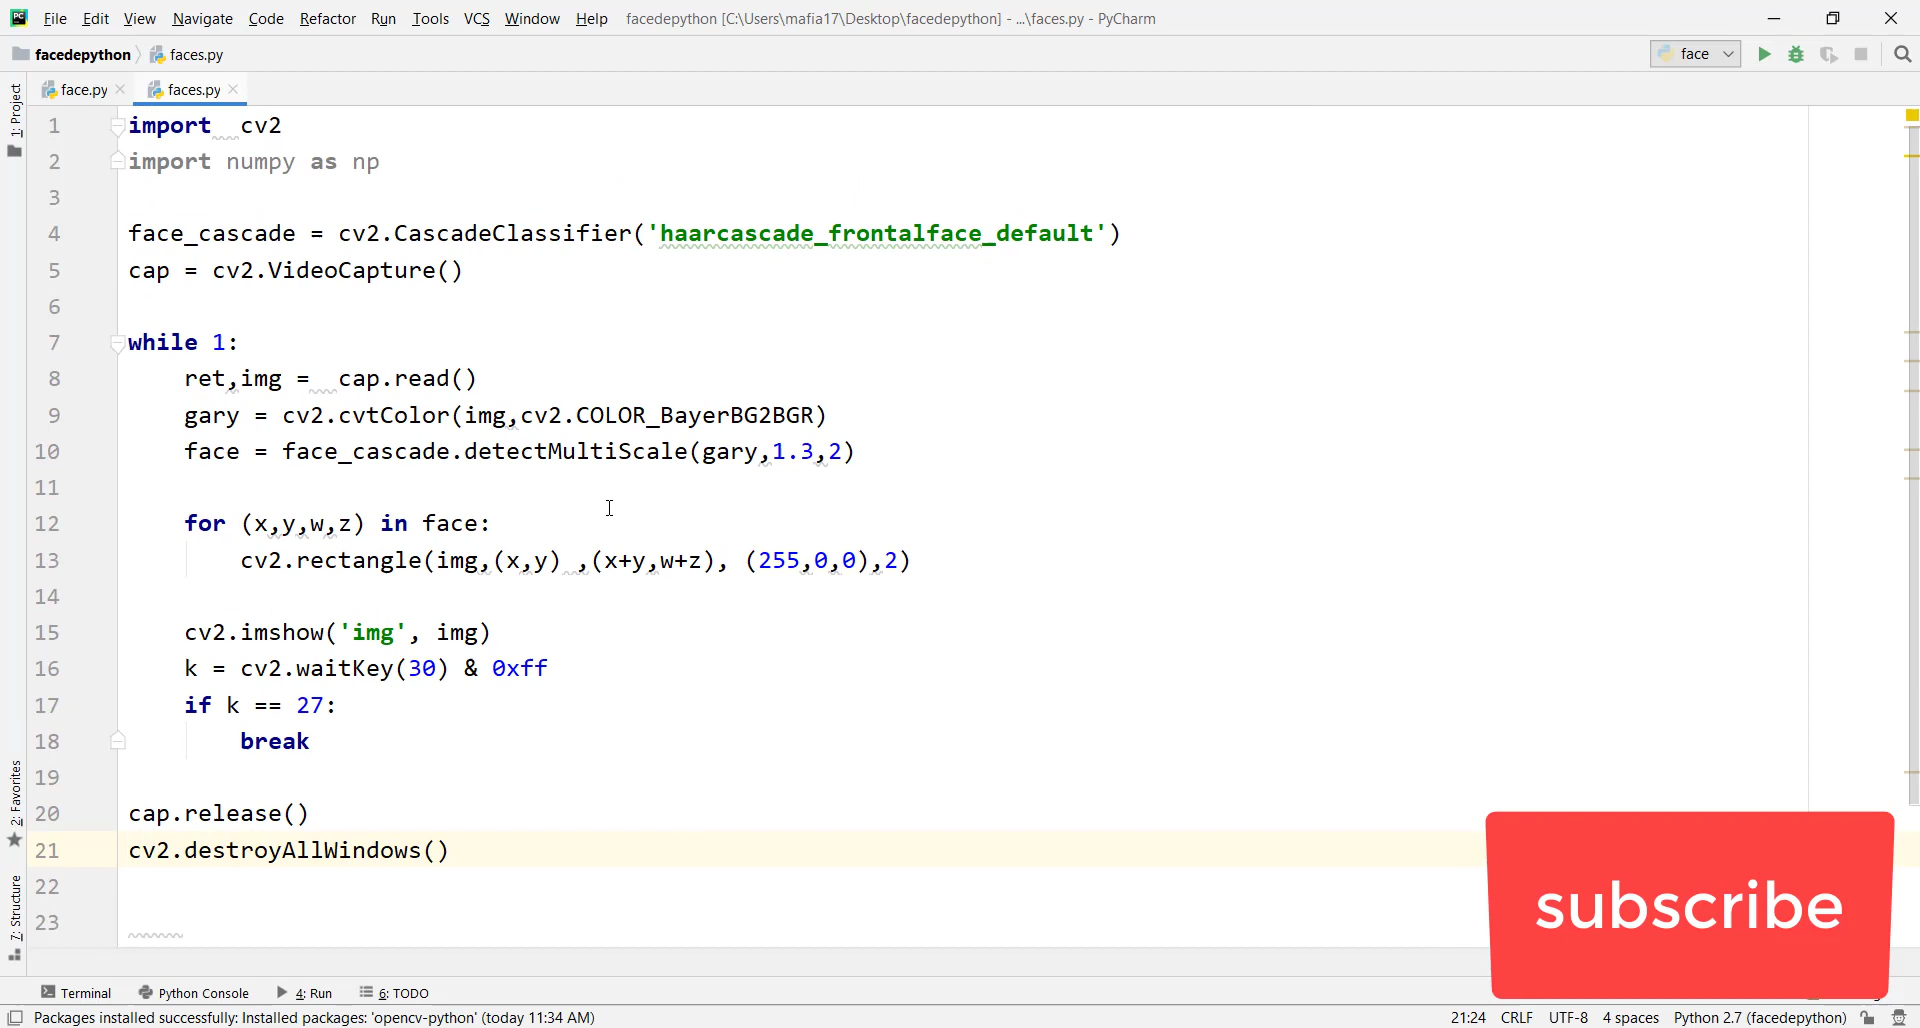 File Edit View Navigate Code Refactor Run Tools VCS Window Help facedepython [C:\Users\mafia17\Desktop\facedepython] - ...\faces.py - PyCharm
facedepython faces.py face
face.py faces.py
1: Project
1 import  cv2
2 import numpy as np
3
4 face_cascade = cv2.CascadeClassifier('haarcascade_frontalface_default')
5 cap = cv2.VideoCapture()
6
7 while 1:
8     ret,img =  cap.read()
9     gary = cv2.cvtColor(img,cv2.COLOR_BayerBG2BGR)
10     face = face_cascade.detectMultiScale(gary,1.3,2)
11
12     for (x,y,w,z) in face:
13         cv2.rectangle(img,(x,y) ,(x+y,w+z), (255,0,0),2)
14
15     cv2.imshow('img', img)
16     k = cv2.waitKey(30) & 0xff
17     if k == 27:
18         break
19
20 cap.release()
21 cv2.destroyAllWindows()
22
23
2: Favorites
7: Structure
subscribe
Terminal Python Console 4: Run 6: TODO
Packages installed successfully: Installed packages: 'opencv-python' (today 11:34 AM) 21:24 CRLF UTF-8 4 spaces Python 2.7 (facedepython)